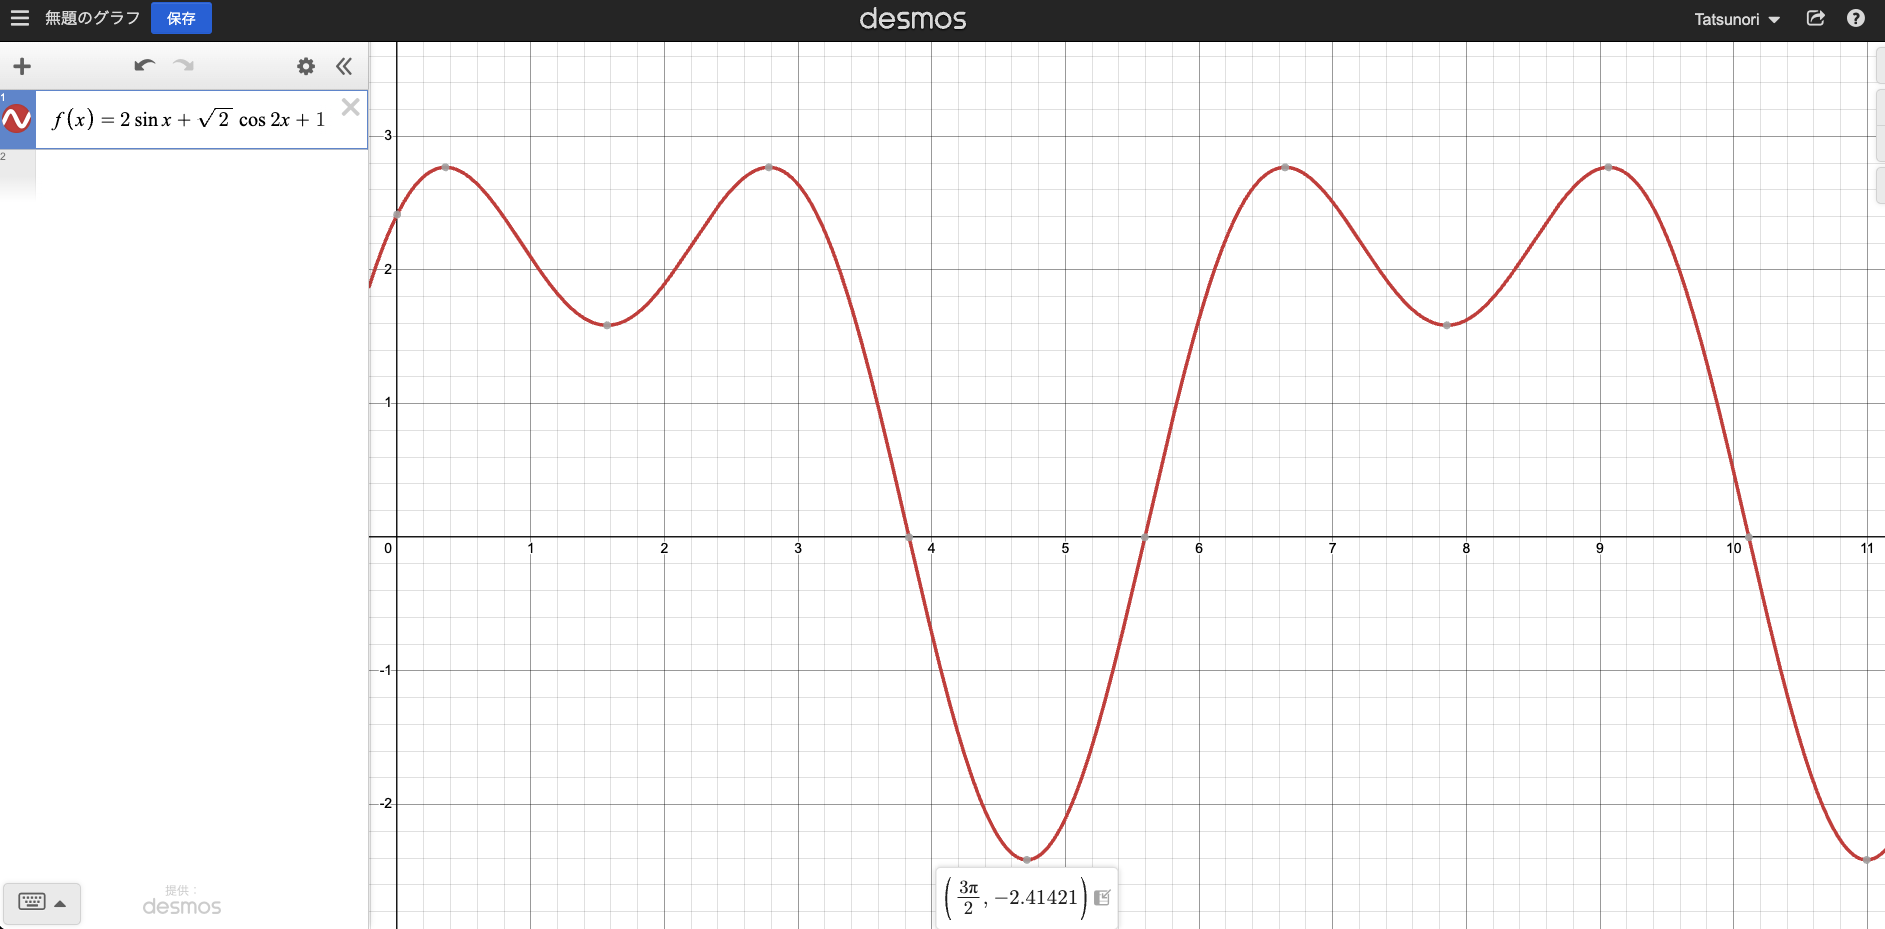 無題のグラフ 保存 desmos Tatsunori ?
1
f(x) = 2 sin x + √2 cos 2x + 1
2
3
2
1
0 1 2 3 4 5 6 7 8 9 10 11
-1
-2
(3π/2, −2.41421)
提供：
desmos